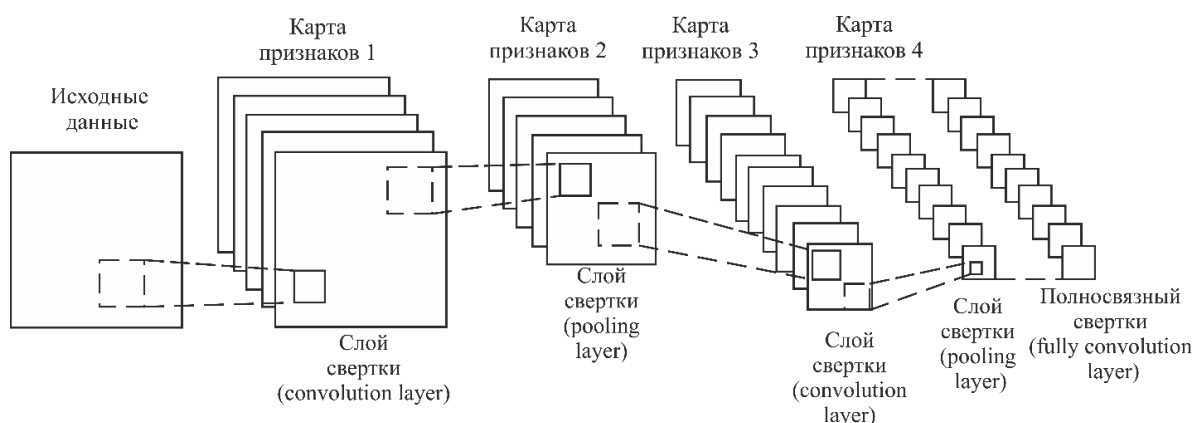 Исходные
данные
Карта
признаков 1
Слой
свертки
(convolution layer)
Карта
признаков 2
Слой
свертки
(pooling
layer)
Карта
признаков 3
Слой
свертки
(convolution
layer)
Карта
признаков 4
Слой
свертки
(pooling
layer)
Полносвязный
свертки
(fully convolution
layer)